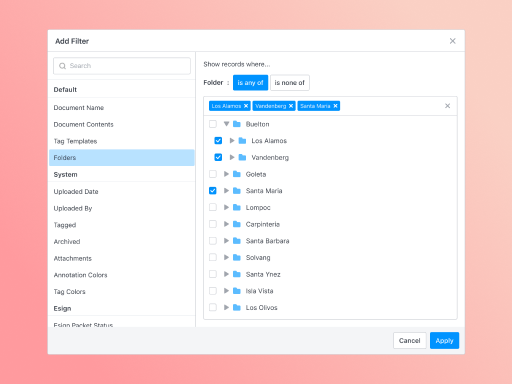 Add Filter
Search
Default
Document Name
Document Contents
Tag Templates
Folders
System
Uploaded Date
Uploaded By
Tagged
Archived
Attachments
Annotation Colors
Tag Colors
Esign
Esign Packet Status
Show records where...
Folder : is any of is none of
Los Alamos Vandenberg Santa Maria
Buelton
Los Alamos
Vandenberg
Goleta
Santa Maria
Lompoc
Carpinteria
Santa Barbara
Solvang
Santa Ynez
Isla Vista
Los Olivos
Cancel Apply